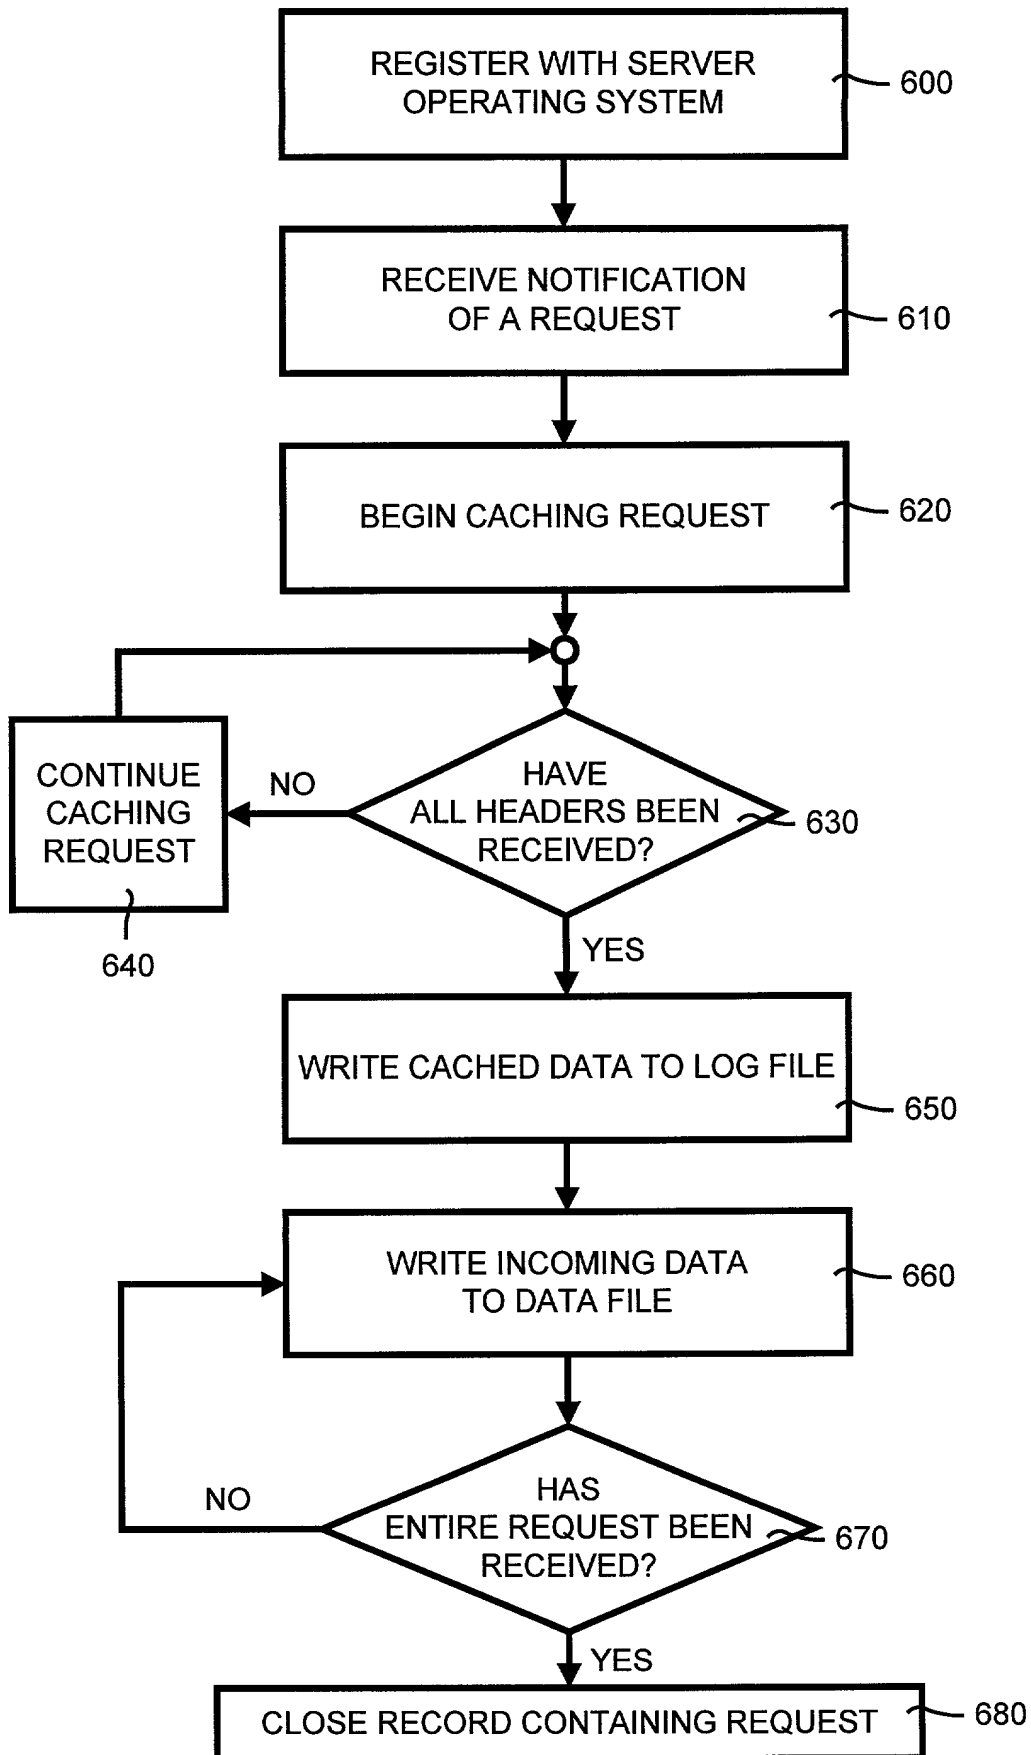 REGISTER WITH SERVER
OPERATING SYSTEM
600
RECEIVE NOTIFICATION
OF A REQUEST
610
BEGIN CACHING REQUEST
620
CONTINUE
CACHING
REQUEST
640
NO
HAVE
ALL HEADERS BEEN
RECEIVED?
630
YES
WRITE CACHED DATA TO LOG FILE
650
WRITE INCOMING DATA
TO DATA FILE
660
NO
HAS
ENTIRE REQUEST BEEN
RECEIVED?
670
YES
CLOSE RECORD CONTAINING REQUEST
680